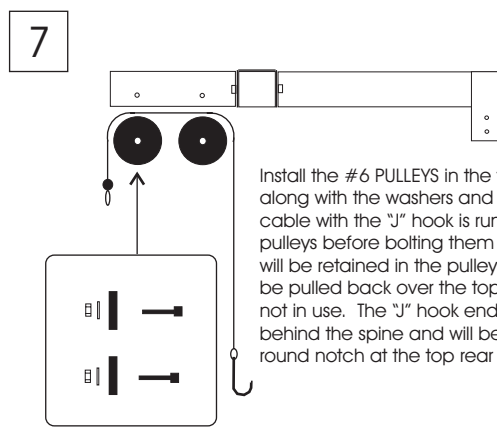 7
Install the #6 PULLEYS in the
along with the washers and
cable with the "J" hook is run
pulleys before bolting them
will be retained in the pulley
be pulled back over the top
not in use. The "J" hook end
behind the spine and will be
round notch at the top rear